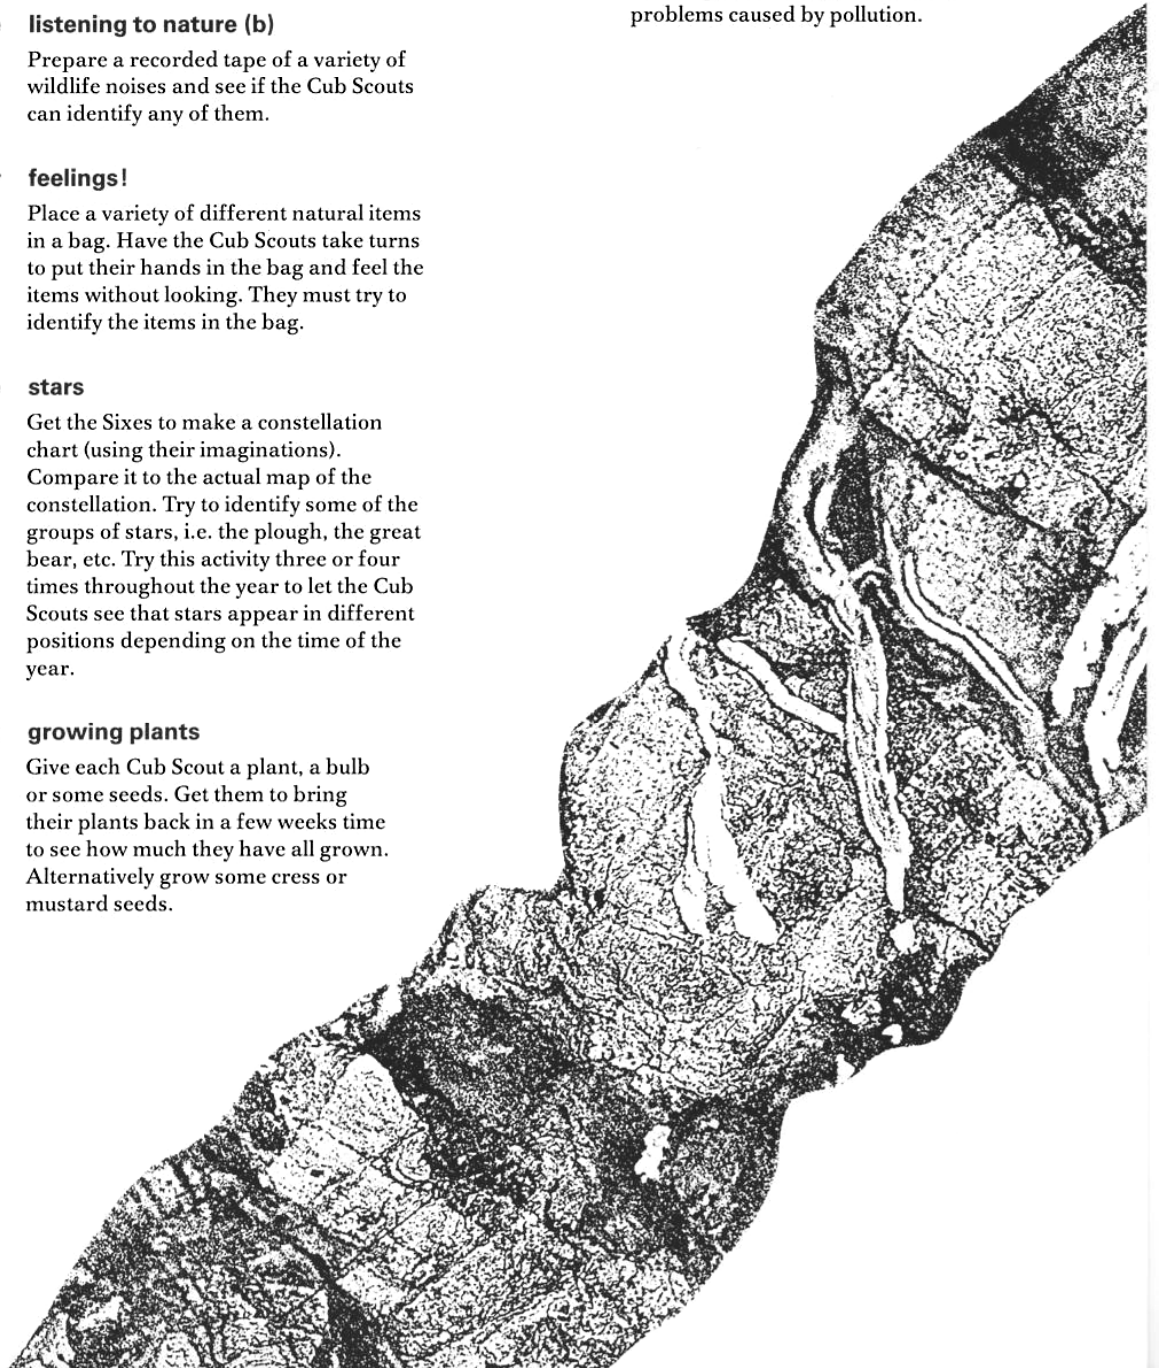 listening to nature (b)
Prepare a recorded tape of a variety of
wildlife noises and see if the Cub Scouts
can identify any of them.
feelings!
Place a variety of different natural items
in a bag. Have the Cub Scouts take turns
to put their hands in the bag and feel the
items without looking. They must try to
identify the items in the bag.
stars
Get the Sixes to make a constellation
chart (using their imaginations).
Compare it to the actual map of the
constellation. Try to identify some of the
groups of stars, i.e. the plough, the great
bear, etc. Try this activity three or four
times throughout the year to let the Cub
Scouts see that stars appear in different
positions depending on the time of the
year.
growing plants
Give each Cub Scout a plant, a bulb
or some seeds. Get them to bring
their plants back in a few weeks time
to see how much they have all grown.
Alternatively grow some cress or
mustard seeds.
problems caused by pollution.